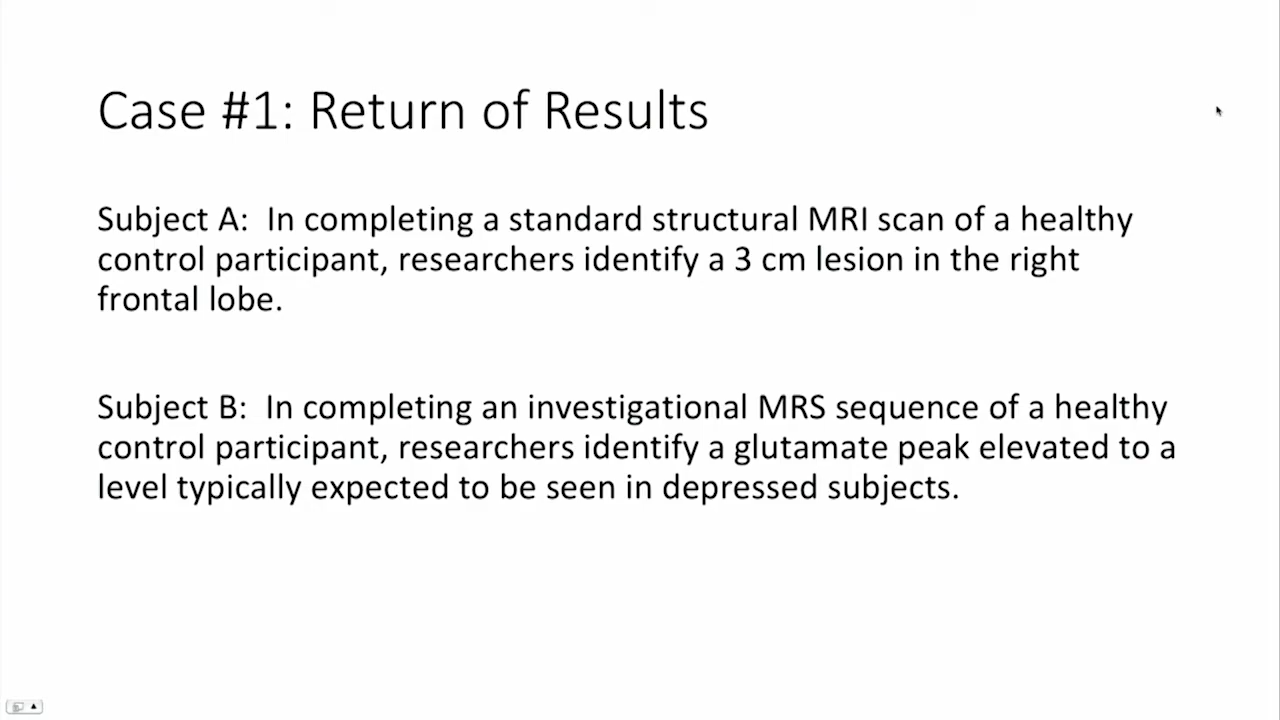 Case #1: Return of Results
Subject A:  In completing a standard structural MRI scan of a healthy
control participant, researchers identify a 3 cm lesion in the right
frontal lobe.
Subject B:  In completing an investigational MRS sequence of a healthy
control participant, researchers identify a glutamate peak elevated to a
level typically expected to be seen in depressed subjects.